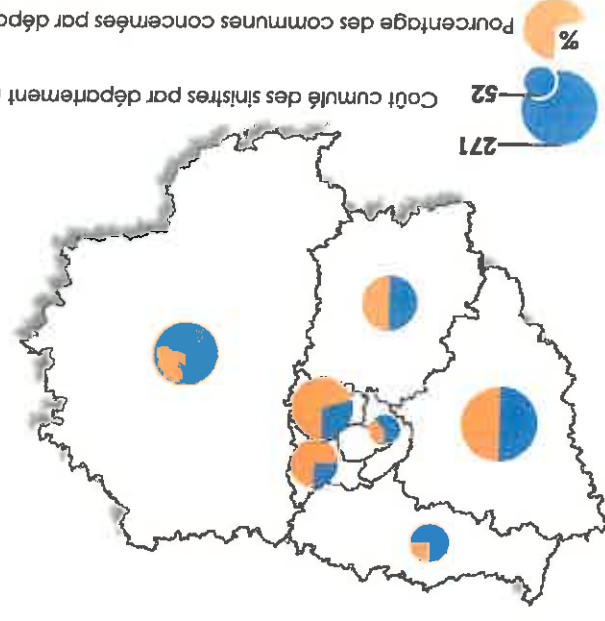 271
52 Coût cumulé des sinistres par département
% Pourcentage des communes concernées par